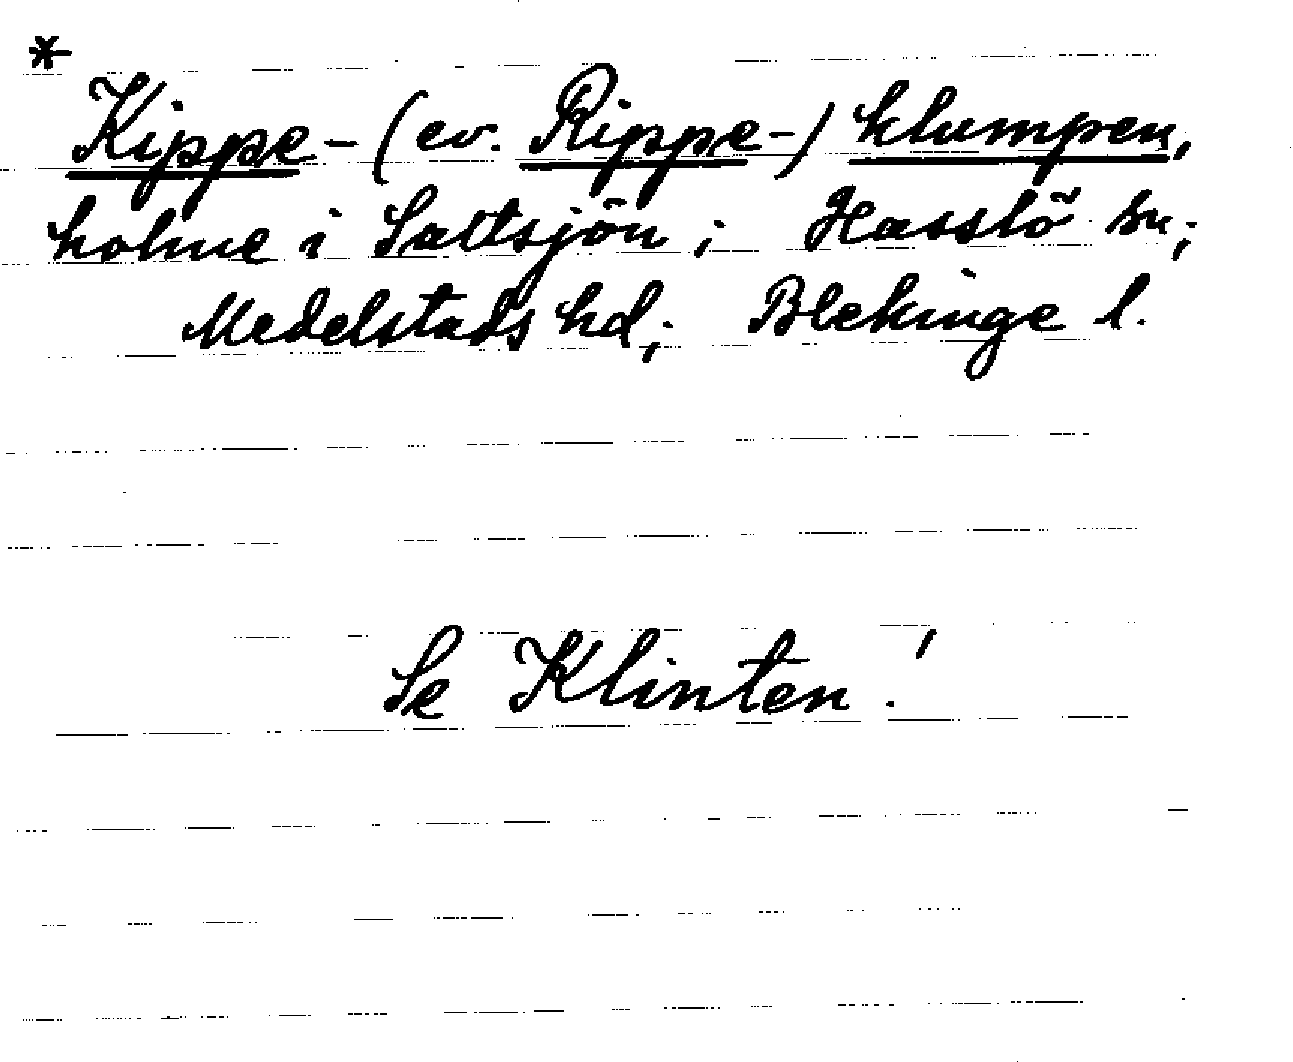 *
Kippe- (ev. Rippe-) klumpen,
holme i Saltsjön; Hasslö sn;
Medelstads hd; Blekinge l.
Se Klinten!